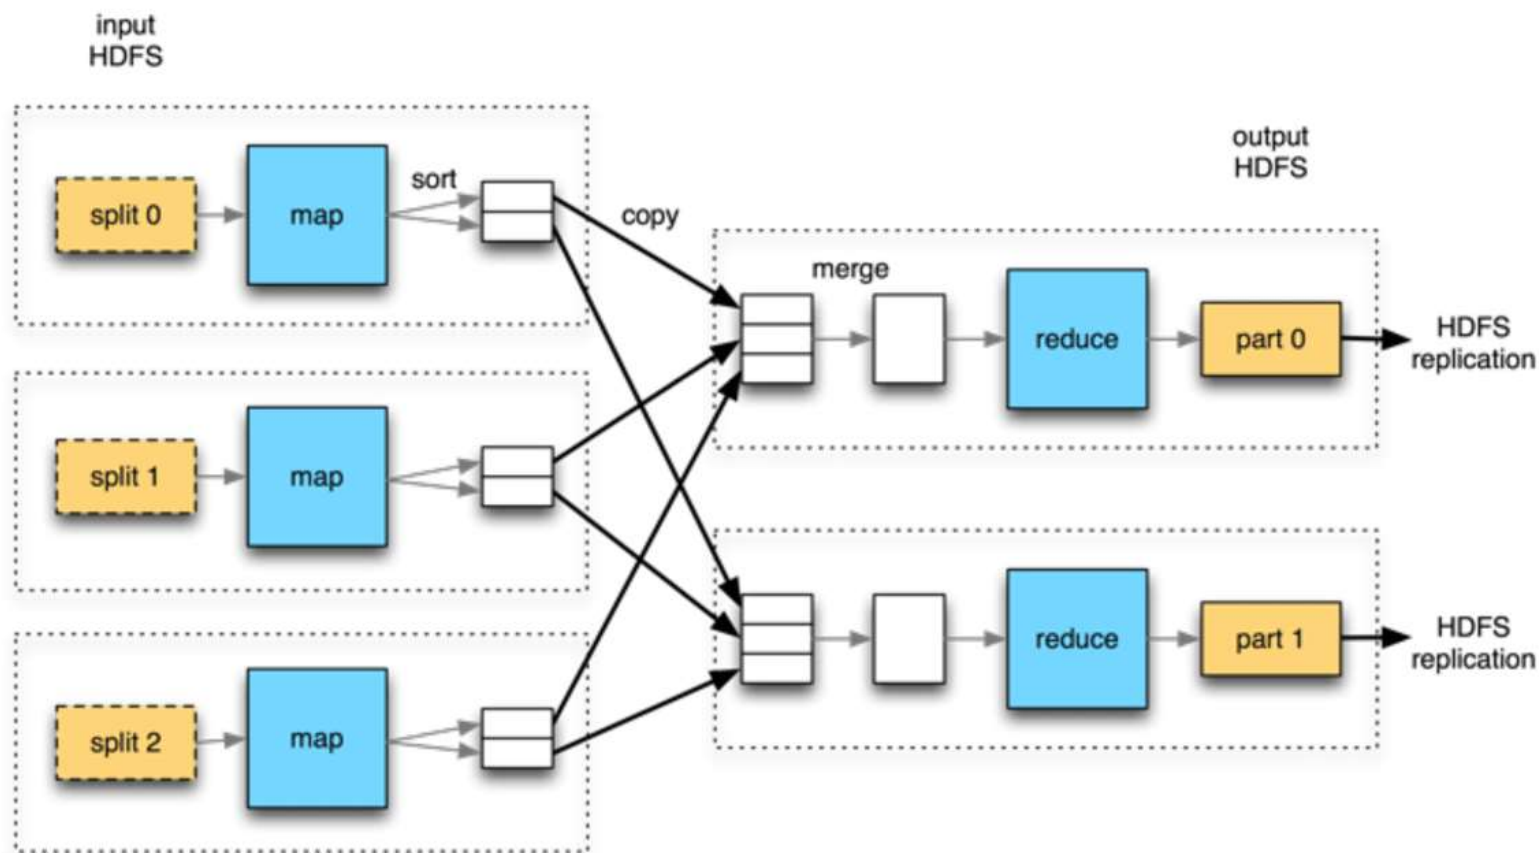 input
HDFS
split 0
map
sort
copy
split 1
map
split 2
map
output
HDFS
merge
reduce
part 0
HDFS
replication
reduce
part 1
HDFS
replication